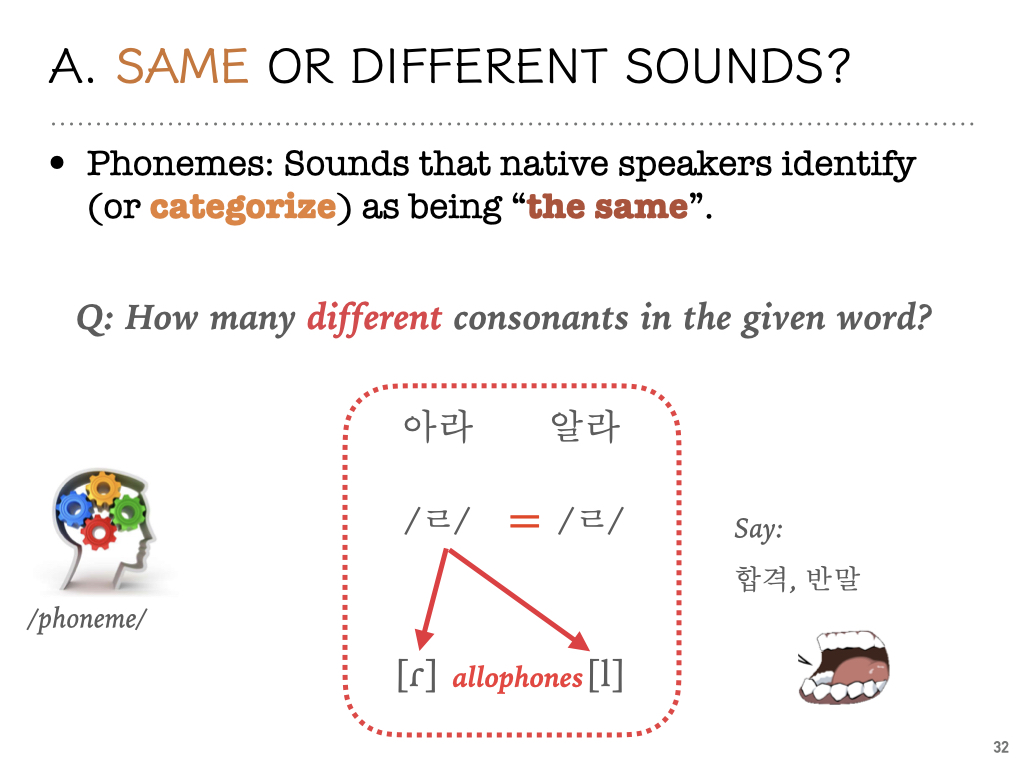 A. SAME OR DIFFERENT SOUNDS?
• Phonemes: Sounds that native speakers identify
(or categorize) as being “the same”.
Q: How many different consonants in the given word?
아라 알라
/ㄹ/ = /ㄹ/
Say:
합격, 반말
/phoneme/
[ɾ] allophones [l]
32